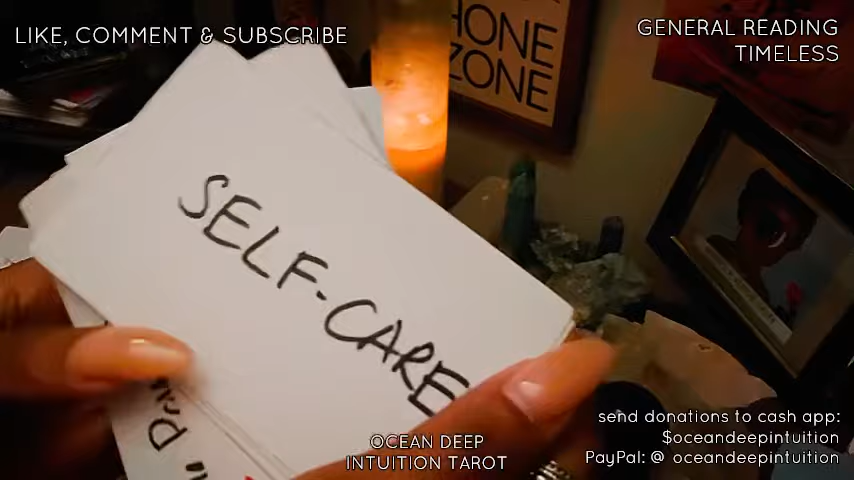 LIKE, COMMENT & SUBSCRIBE
GENERAL READING
TIMELESS
HONE
ZONE
SELF-CARE
OCEAN DEEP
INTUITION TAROT
send donations to cash app:
$oceandeepintuition
PayPal: @ oceandeepintuition